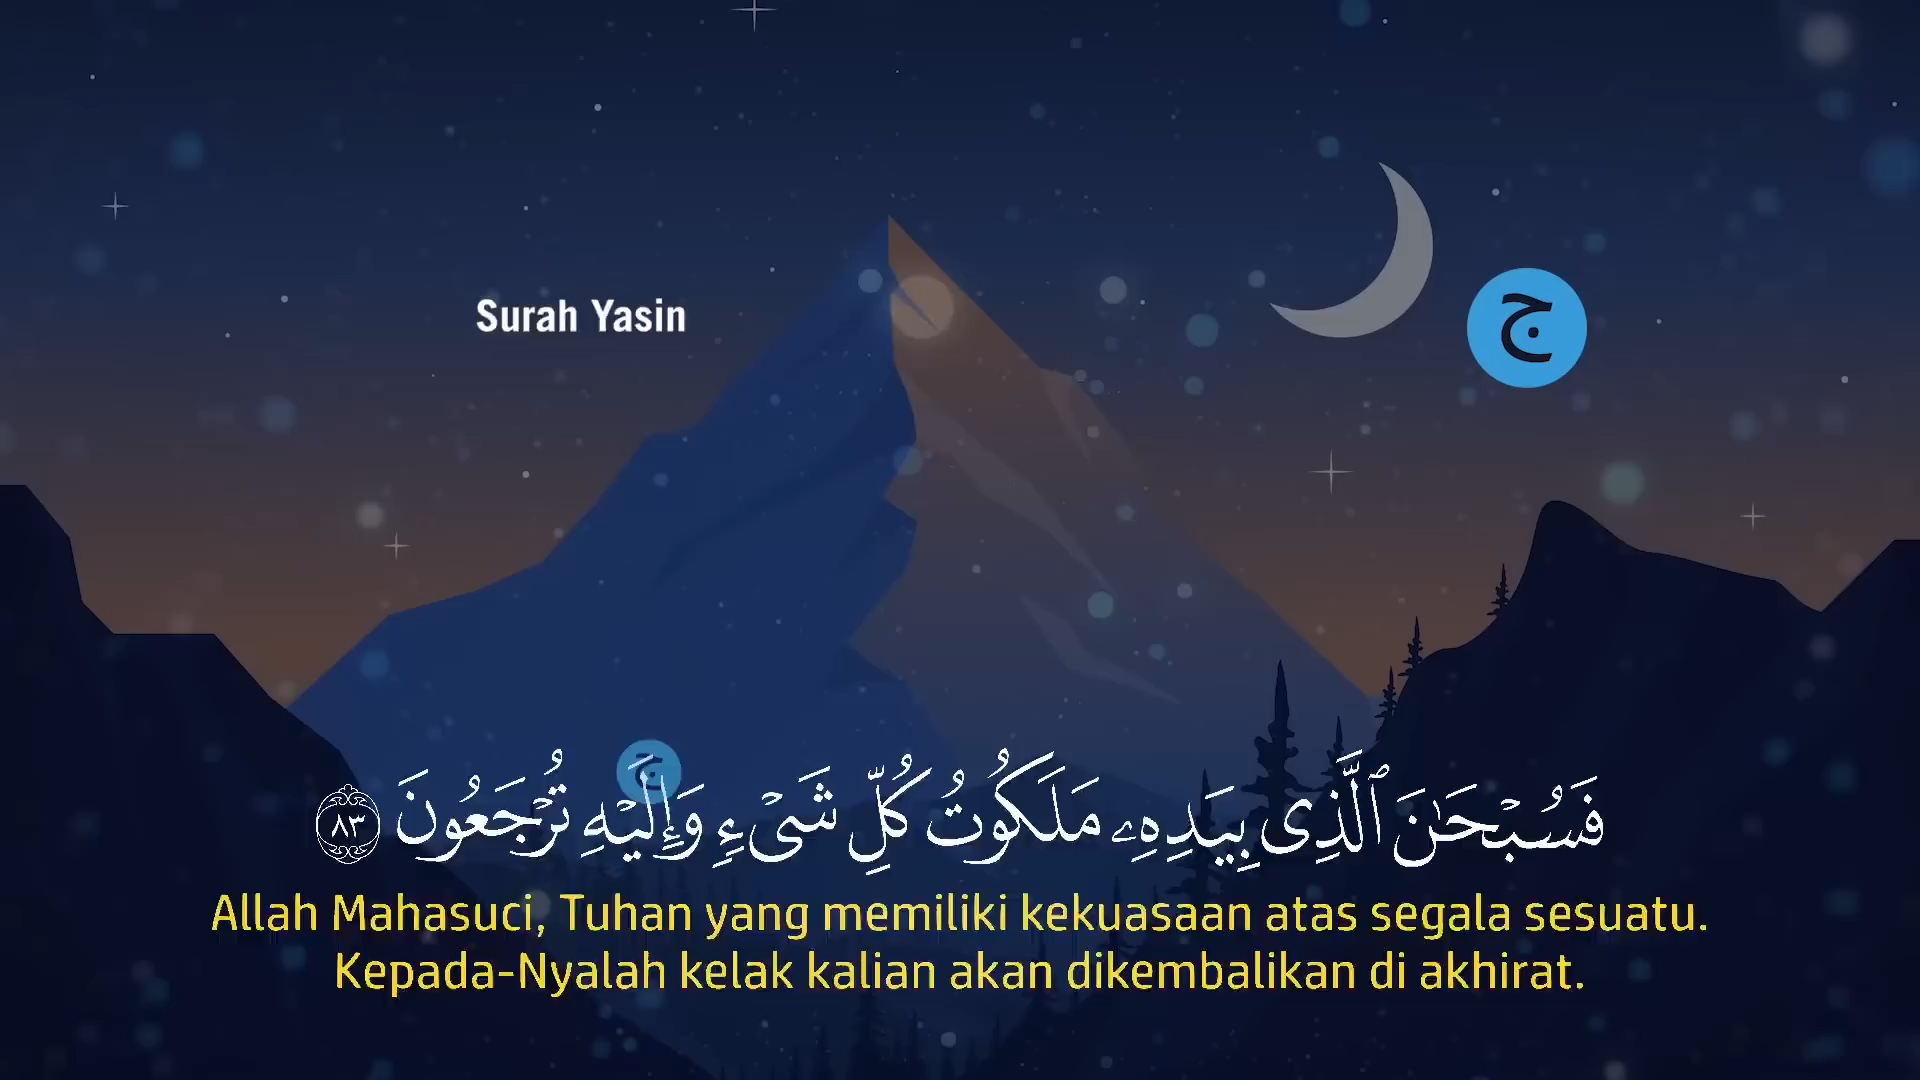 Surah Yasin
ج
ج
فَسُبْحَـٰنَ ٱلَّذِى بِيَدِهِۦ مَلَكُوتُ كُلِّ شَىْءٍ وَإِلَيْهِ تُرْجَعُونَ ٨٣
Allah Mahasuci, Tuhan yang memiliki kekuasaan atas segala sesuatu.
Kepada-Nyalah kelak kalian akan dikembalikan di akhirat.